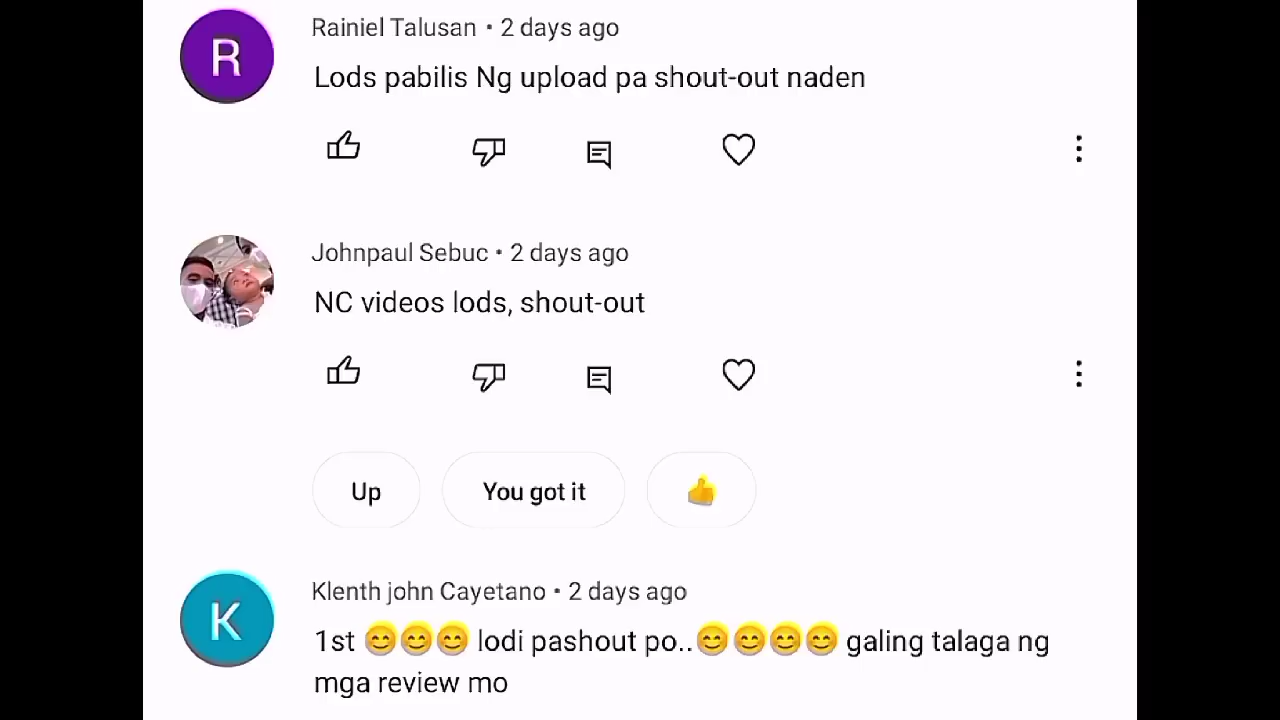 R
Rainiel Talusan • 2 days ago
Lods pabilis Ng upload pa shout-out naden
Johnpaul Sebuc • 2 days ago
NC videos lods, shout-out
Up
You got it
👍
K
Klenth john Cayetano • 2 days ago
1st 😊😊😊 lodi pashout po..😊😊😊😊 galing talaga ng
mga review mo